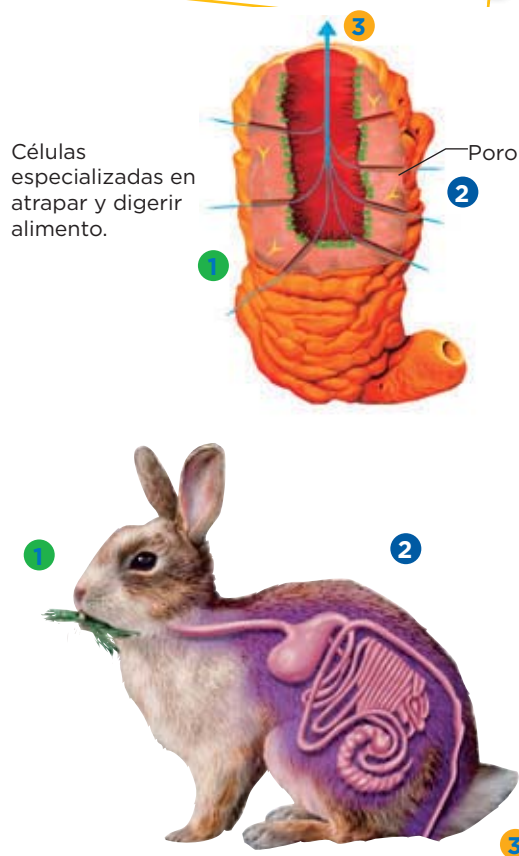 3
Células
especializadas en
atrapar y digerir
alimento.
Poro
2
1
1
2
3